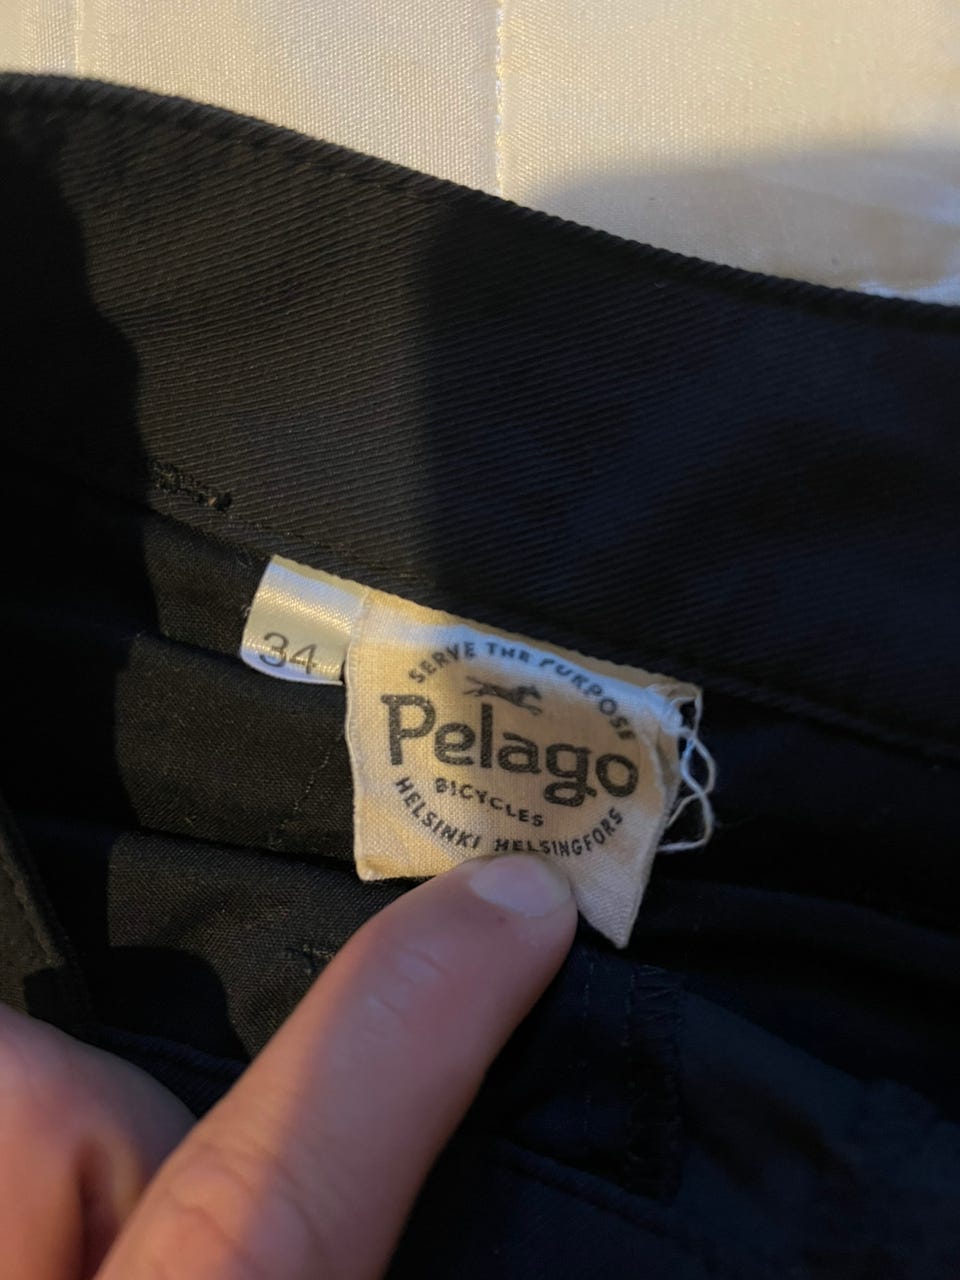 34
SERVE THE PURPOSE
Pelago
BICYCLES
HELSINKI HELSINGFORS